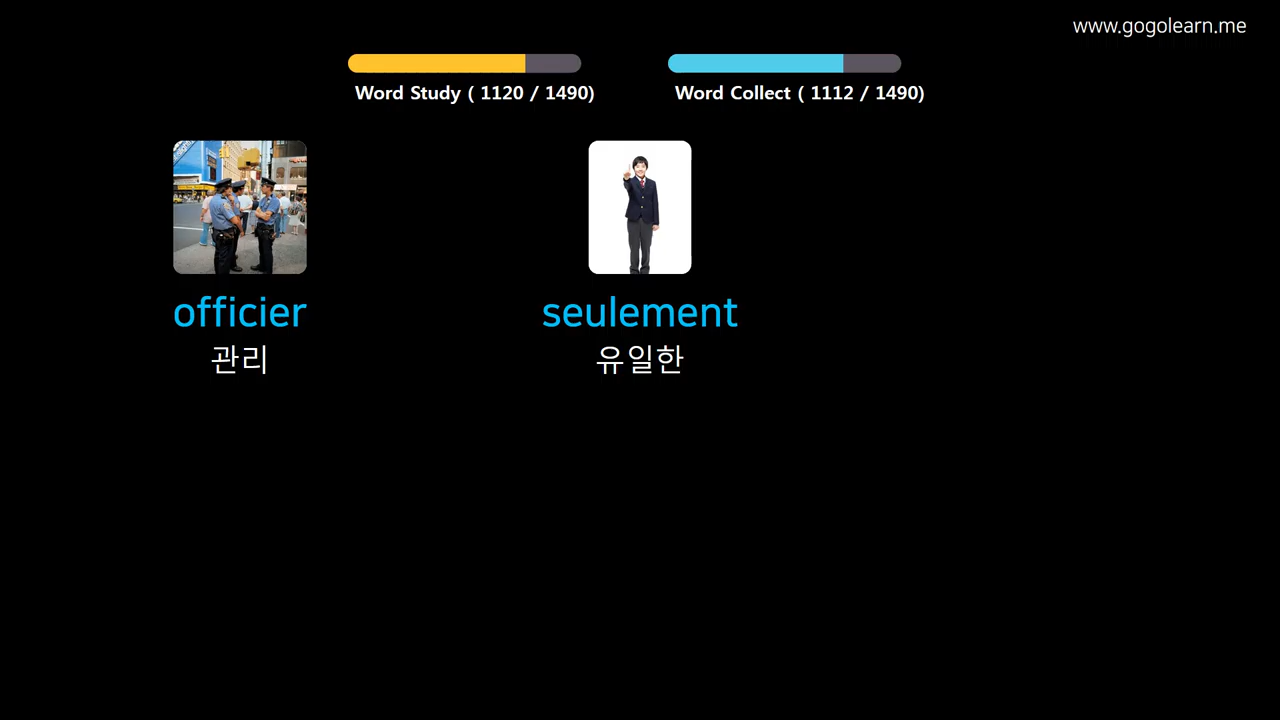 www.gogolearn.me
Word Study ( 1120 / 1490)
Word Collect ( 1112 / 1490)
officier
seulement
관리
유일한